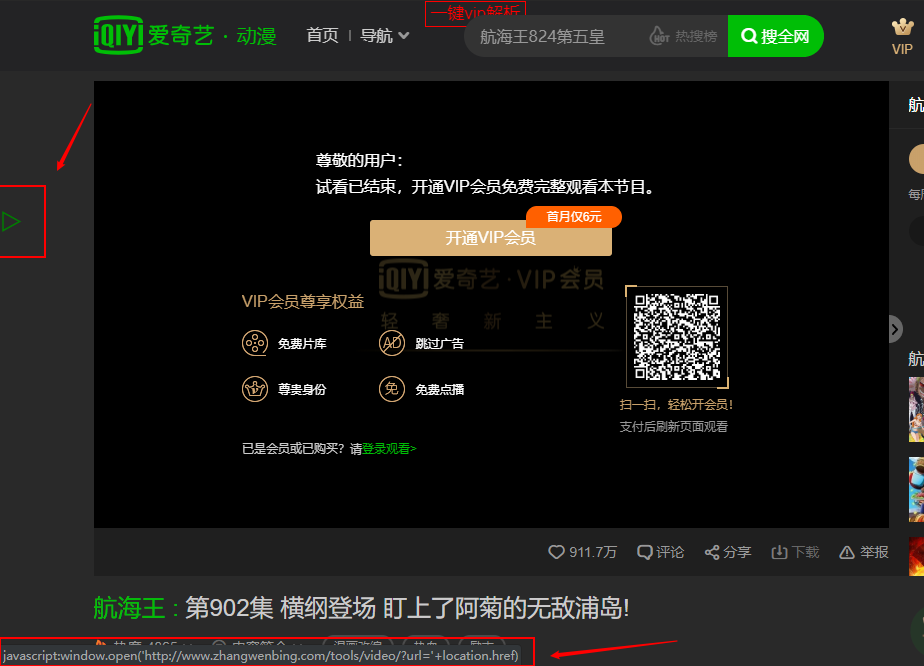 一键vip解析
iQIYI 爱奇艺 · 动漫 首页 导航 航海王824第五皇 HOT 热搜榜 搜全网
VIP
航
尊敬的用户：
试看已结束，开通VIP会员免费完整观看本节目。
首月仅6元
开通VIP会员
iQIYI 爱奇艺·VIP会员
轻 奢 新 主 义
VIP会员尊享权益
免费片库 AD 跳过广告
尊贵身份 免 免费点播
扫一扫，轻松开会员!
支付后刷新页面观看
已是会员或已购买？请登录观看>
航
911.7万 评论 分享 下载 举报
航海王 : 第902集 横纲登场 盯上了阿菊的无敌浦岛!
javascript:window.open('http://www.zhangwenbing.com/tools/video/?url='+location.href)